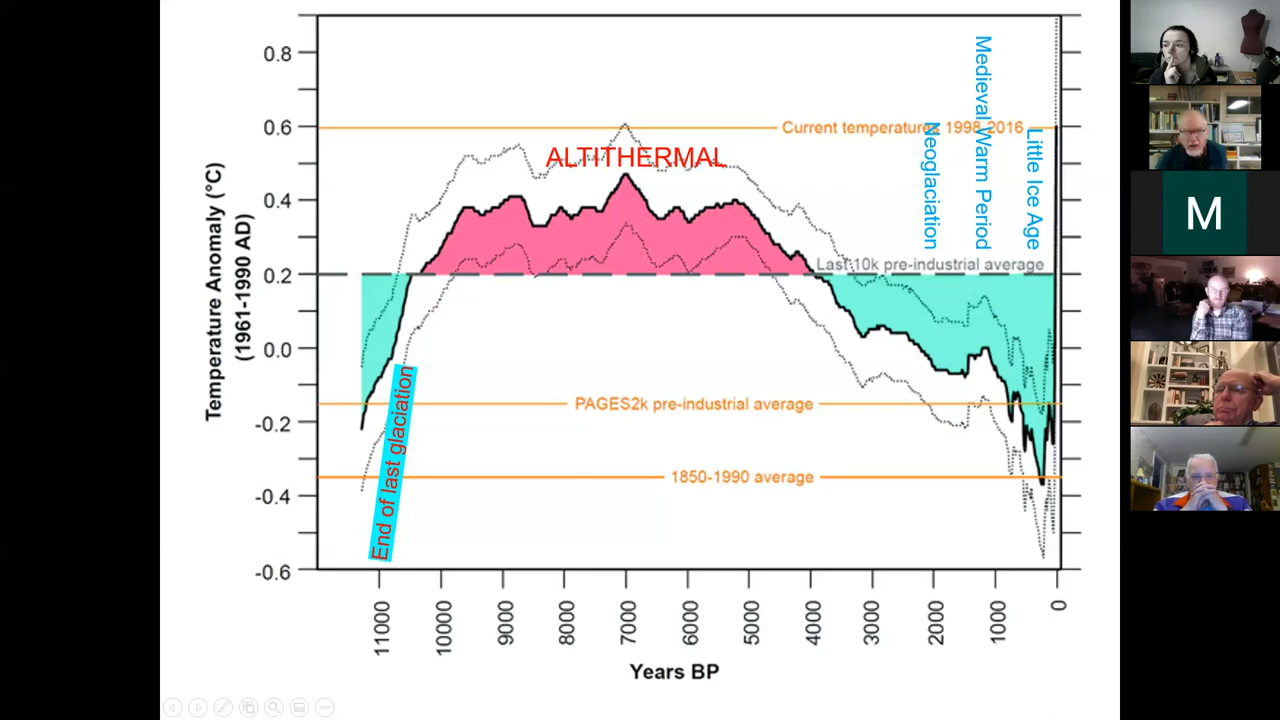 0.8
0.6
0.4
0.2
0.0
-0.2
-0.4
-0.6
Temperature Anomaly (°C)
(1961-1990 AD)
ALTITHERMAL
Current temperatures 1998-2016
Neoglaciation
Medieval Warm Period
Little Ice Age
Last 10k pre-industrial average
PAGES2k pre-industrial average
1850-1990 average
End of last glaciation
11000
10000
9000
8000
7000
6000
5000
4000
3000
2000
1000
0
Years BP
M